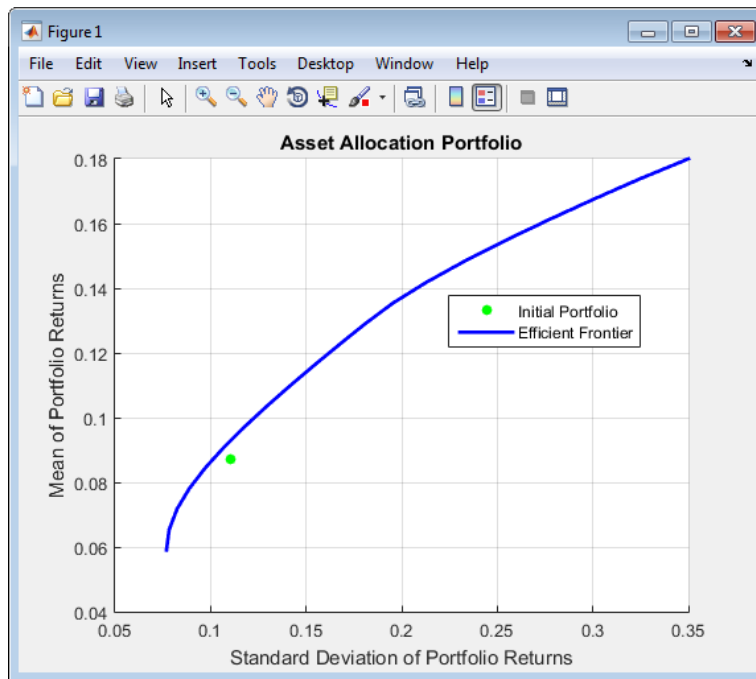 Figure 1
File Edit View Insert Tools Desktop Window Help
Asset Allocation Portfolio
0.18
0.16
0.14
0.12
0.1
0.08
0.06
0.04
Mean of Portfolio Returns
Initial Portfolio
Efficient Frontier
0.05 0.1 0.15 0.2 0.25 0.3 0.35
Standard Deviation of Portfolio Returns